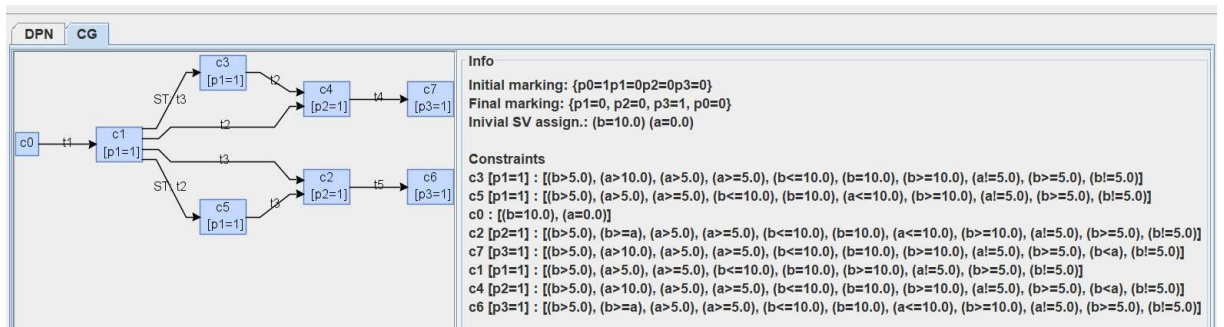 DPN CG
c3
[p1=1]
t2
c4
[p2=1]
t4
c7
[p3=1]
ST, t3
t2
c0
t1
c1
[p1=1]
t3
c2
[p2=1]
t5
c6
[p3=1]
ST, t2
t3
c5
[p1=1]
Info
Initial marking: {p0=1p1=0p2=0p3=0}
Final marking: {p1=0, p2=0, p3=1, p0=0}
Inivial SV assign.: (b=10.0) (a=0.0)
Constraints
c3 [p1=1] : [(b>5.0), (a>10.0), (a>5.0), (a>=5.0), (b<=10.0), (b=10.0), (b>=10.0), (a!=5.0), (b>=5.0), (b!=5.0)]
c5 [p1=1] : [(b>5.0), (a>5.0), (a>=5.0), (b<=10.0), (b=10.0), (a<=10.0), (b>=10.0), (a!=5.0), (b>=5.0), (b!=5.0)]
c0 : [(b=10.0), (a=0.0)]
c2 [p2=1] : [(b>5.0), (b>=a), (a>5.0), (a>=5.0), (b<=10.0), (b=10.0), (a<=10.0), (b>=10.0), (a!=5.0), (b>=5.0), (b!=5.0)]
c7 [p3=1] : [(b>5.0), (a>10.0), (a>5.0), (a>=5.0), (b<=10.0), (b=10.0), (b>=10.0), (a!=5.0), (b>=5.0), (b<a), (b!=5.0)]
c1 [p1=1] : [(b>5.0), (a>5.0), (a>=5.0), (b<=10.0), (b=10.0), (b>=10.0), (a!=5.0), (b>=5.0), (b!=5.0)]
c4 [p2=1] : [(b>5.0), (a>10.0), (a>5.0), (a>=5.0), (b<=10.0), (b=10.0), (b>=10.0), (a!=5.0), (b>=5.0), (b<a), (b!=5.0)]
c6 [p3=1] : [(b>5.0), (b>=a), (a>5.0), (a>=5.0), (b<=10.0), (b=10.0), (a<=10.0), (b>=10.0), (a!=5.0), (b>=5.0), (b!=5.0)]